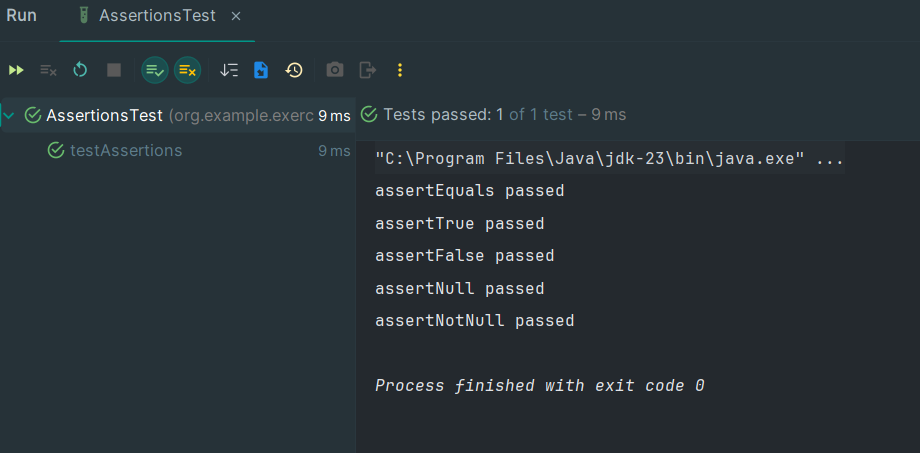 Run AssertionsTest ×
AssertionsTest (org.example.exerc 9 ms
testAssertions 9 ms
Tests passed: 1 of 1 test – 9 ms
"C:\Program Files\Java\jdk-23\bin\java.exe" ...
assertEquals passed
assertTrue passed
assertFalse passed
assertNull passed
assertNotNull passed
Process finished with exit code 0